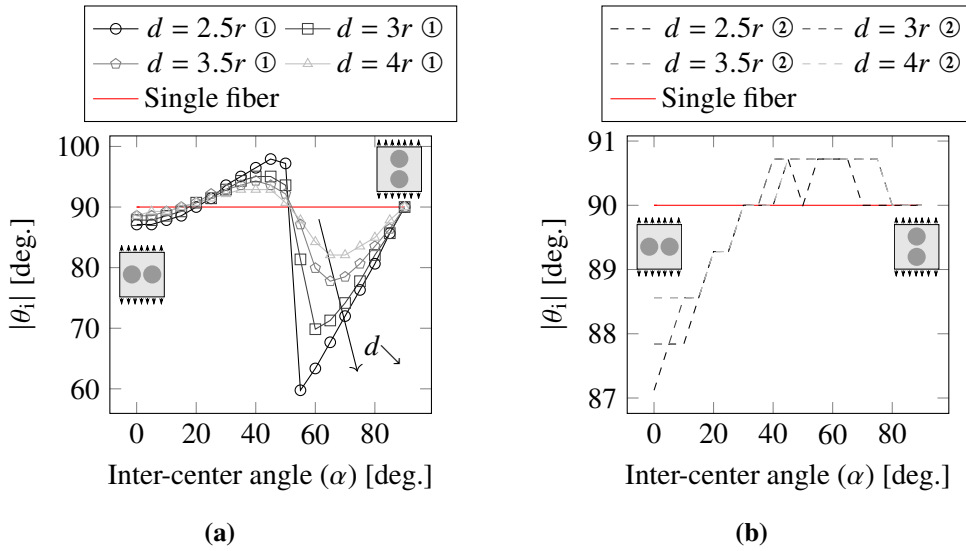 d = 2.5r ① d = 3r ①
d = 3.5r ① d = 4r ①
Single fiber
100
90
80
70
60
|θi| [deg.]
d ↘
0 20 40 60 80
Inter-center angle (α) [deg.]
(a)
d = 2.5r ② d = 3r ②
d = 3.5r ② d = 4r ②
Single fiber
91
90
89
88
87
|θi| [deg.]
0 20 40 60 80
Inter-center angle (α) [deg.]
(b)